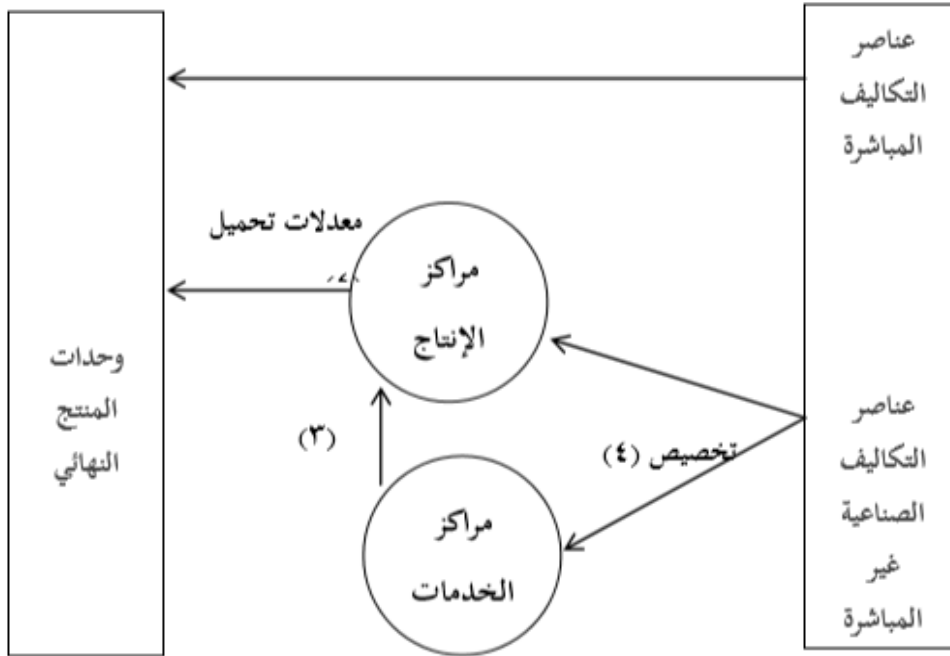 عناصر
التكاليف
المباشرة
معدلات تحميل
مراكز
الإنتاج
وحدات
المنتج
النهائي
عناصر
التكاليف
الصناعية
غير
المباشرة
(٣)
تخصيص (٤)
مراكز
الخدمات